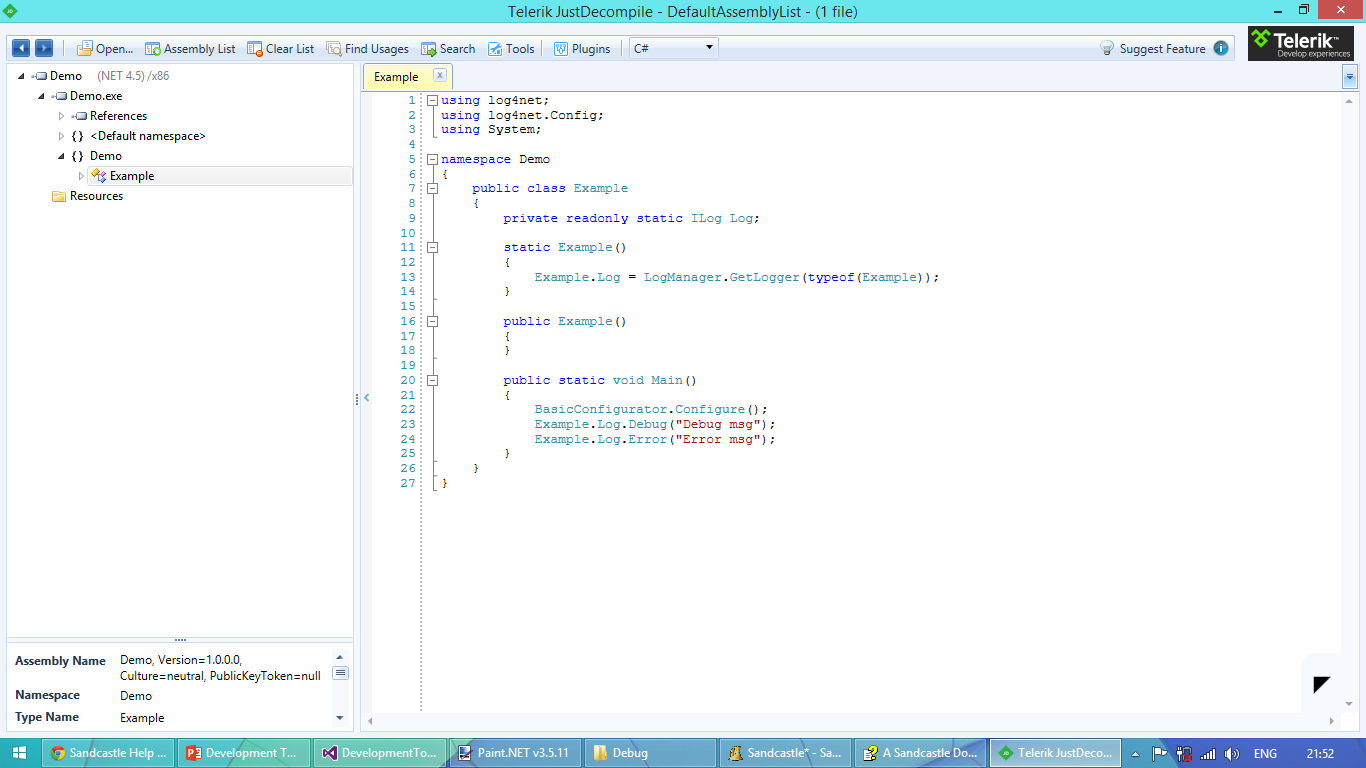 Telerik JustDecompile - DefaultAssemblyList - (1 file)
Open... Assembly List Clear List Find Usages Search Tools Plugins C# Suggest Feature
Telerik™
Develop experiences
Demo (NET 4.5) /x86
Demo.exe
References
{} <Default namespace>
{} Demo
Example
Resources
Assembly Name Demo, Version=1.0.0.0,
Culture=neutral, PublicKeyToken=null
Namespace Demo
Type Name Example
Example x
1 using log4net;
2 using log4net.Config;
3 using System;
4
5 namespace Demo
6 {
7 public class Example
8 {
9 private readonly static ILog Log;
10
11 static Example()
12 {
13 Example.Log = LogManager.GetLogger(typeof(Example));
14 }
15
16 public Example()
17 {
18 }
19
20 public static void Main()
21 {
22 BasicConfigurator.Configure();
23 Example.Log.Debug("Debug msg");
24 Example.Log.Error("Error msg");
25 }
26 }
27 }
Sandcastle Help ... Development T... DevelopmentTo... Paint.NET v3.5.11 Debug Sandcastle* - Sa... A Sandcastle Do... Telerik JustDeco... ENG 21:52